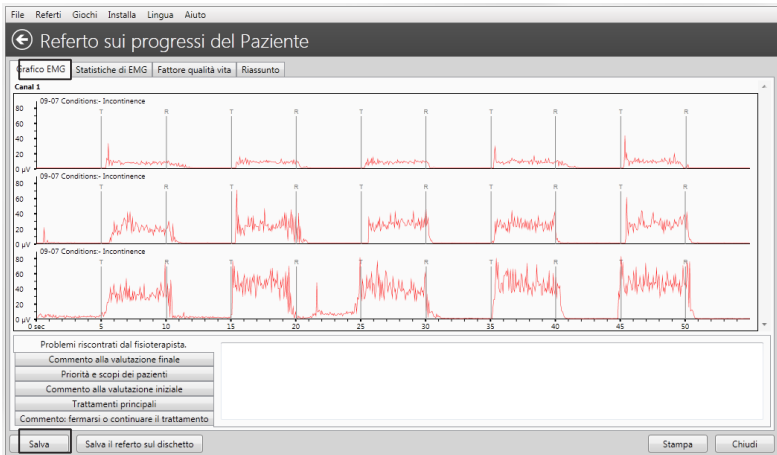 File Referti Giochi Installa Lingua Aiuto
Referto sui progressi del Paziente
Grafico EMG Statistiche di EMG Fattore qualità vita Riassunto
Canal 1
09-07 Conditions:- Incontinence
T R T R T R T R T R
80
60
40
20
0 µV
09-07 Conditions:- Incontinence
T R T R T R T R T R
80
60
40
20
0 µV
09-07 Conditions:- Incontinence
T R T R T R T R T R
80
60
40
20
0 µV
0 sec 5 10 15 20 25 30 35 40 45 50
Problemi riscontrati dal fisioterapista.
Commento alla valutazione finale
Priorità e scopi dei pazienti
Commento alla valutazione iniziale
Trattamenti principali
Commento: fermarsi o continuare il trattamento
Salva Salva il referto sul dischetto Stampa Chiudi